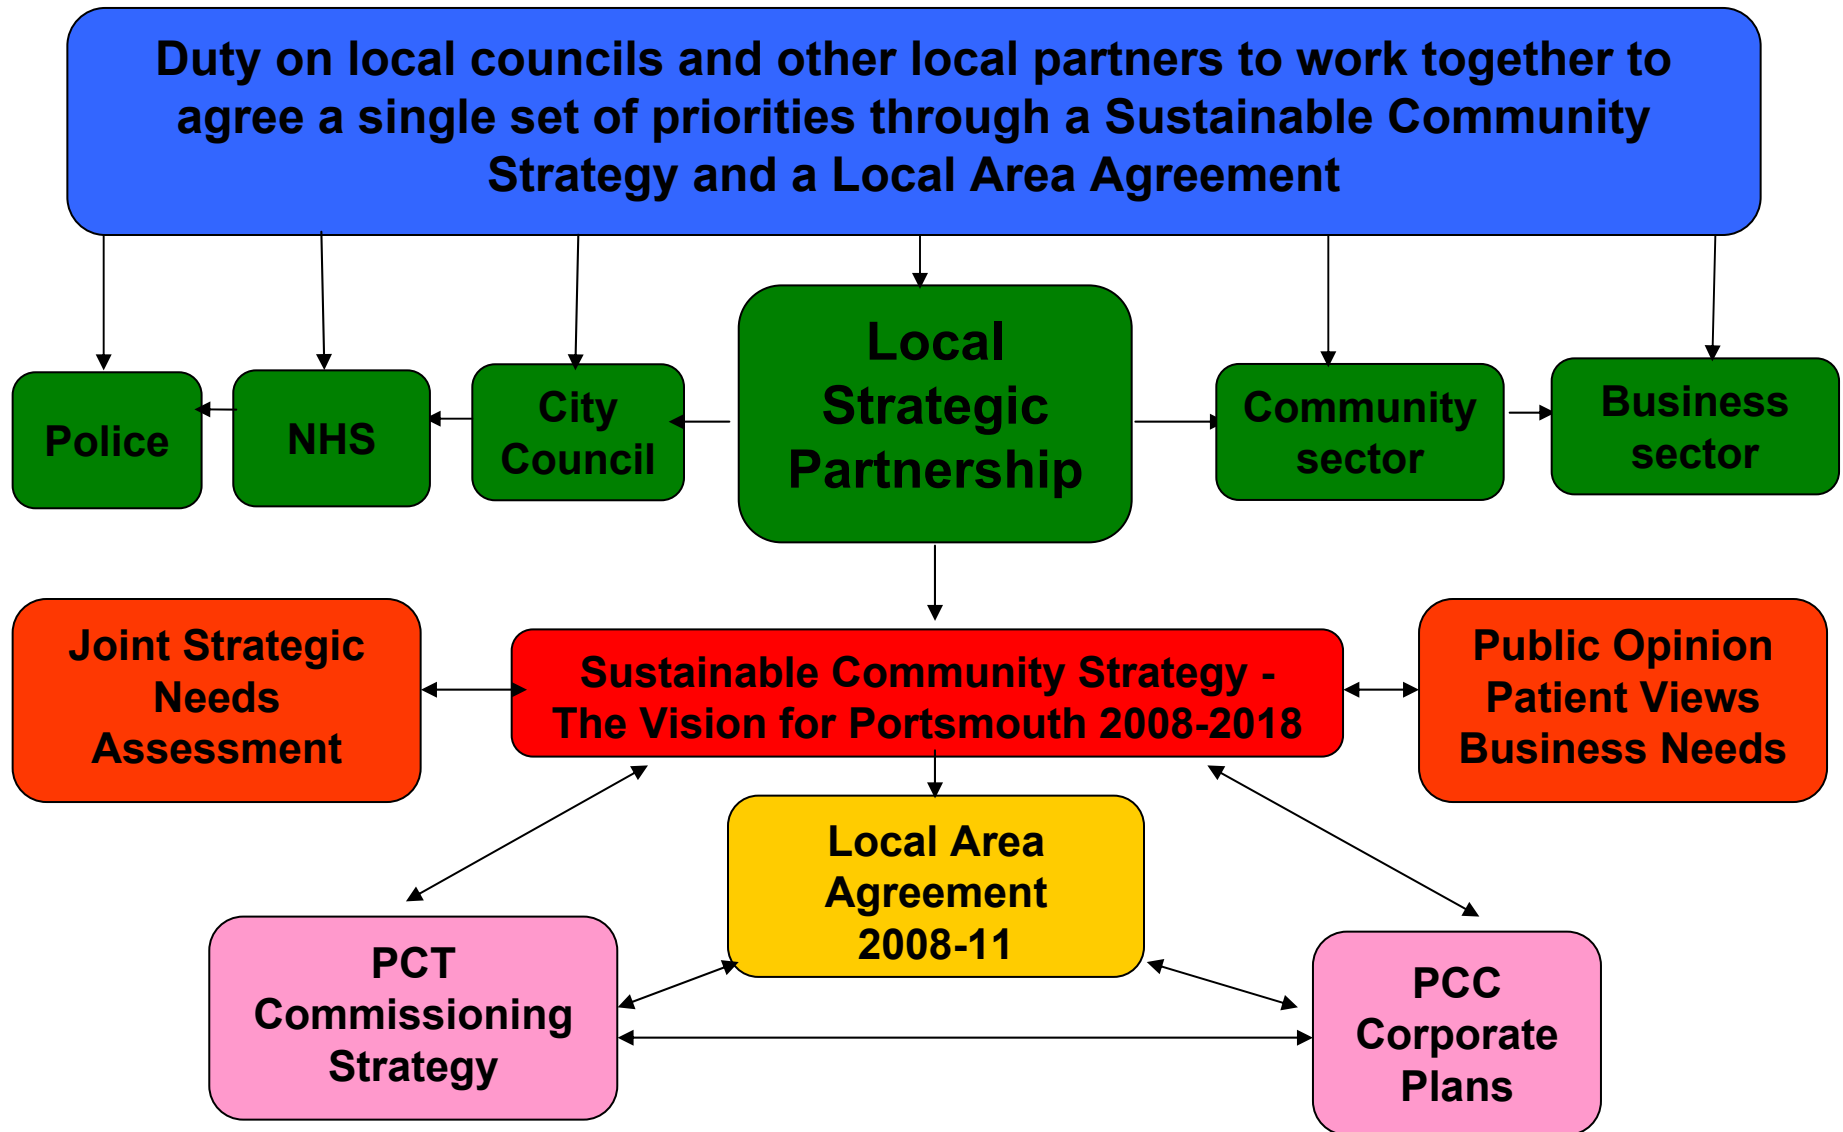 Duty on local councils and other local partners to work together to
agree a single set of priorities through a Sustainable Community
Strategy and a Local Area Agreement
Police
NHS
City
Council
Local
Strategic
Partnership
Community
sector
Business
sector
Joint Strategic
Needs
Assessment
Sustainable Community Strategy -
The Vision for Portsmouth 2008-2018
Public Opinion
Patient Views
Business Needs
Local Area
Agreement
2008-11
PCT
Commissioning
Strategy
PCC
Corporate
Plans